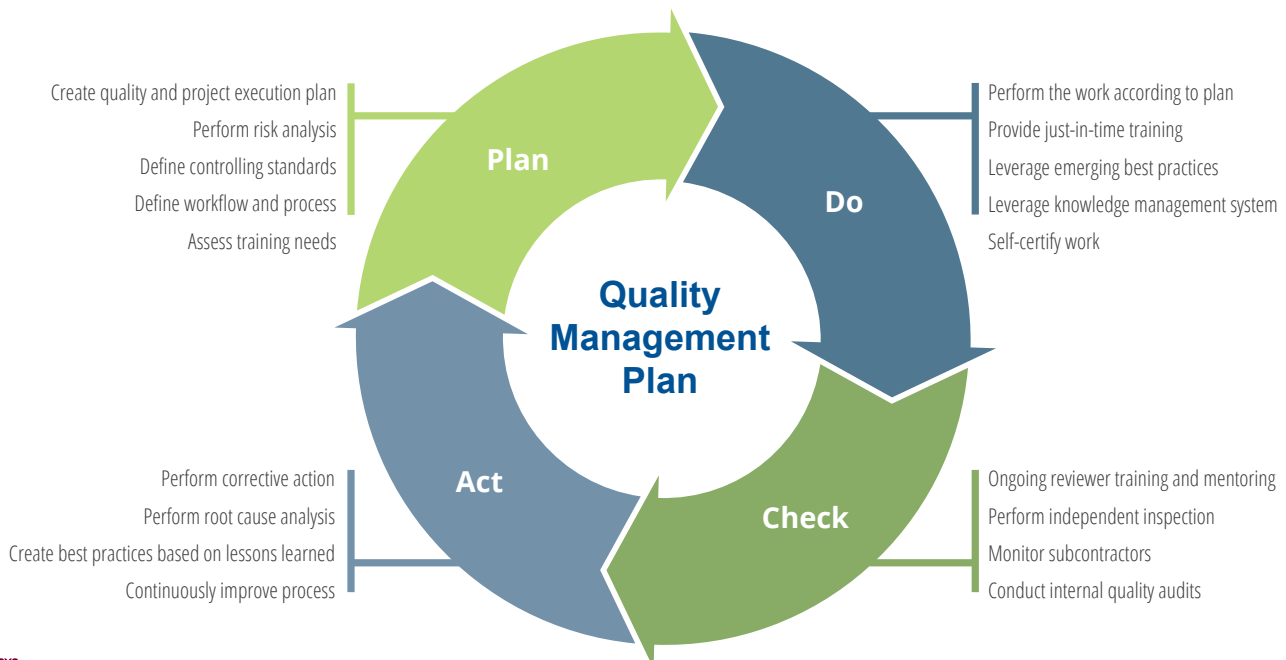 Create quality and project execution plan
Perform risk analysis
Define controlling standards
Define workflow and process
Assess training needs
Plan
Do
Perform the work according to plan
Provide just-in-time training
Leverage emerging best practices
Leverage knowledge management system
Self-certify work
Quality
Management
Plan
Act
Perform corrective action
Perform root cause analysis
Create best practices based on lessons learned
Continuously improve process
Check
Ongoing reviewer training and mentoring
Perform independent inspection
Monitor subcontractors
Conduct internal quality audits